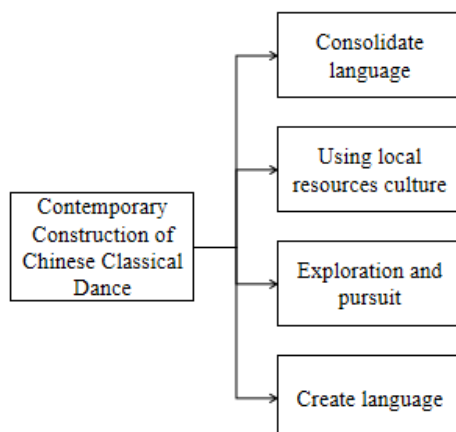 Consolidate
language
Using local
resources culture
Contemporary
Construction of
Chinese Classical
Dance
Exploration and
pursuit
Create language